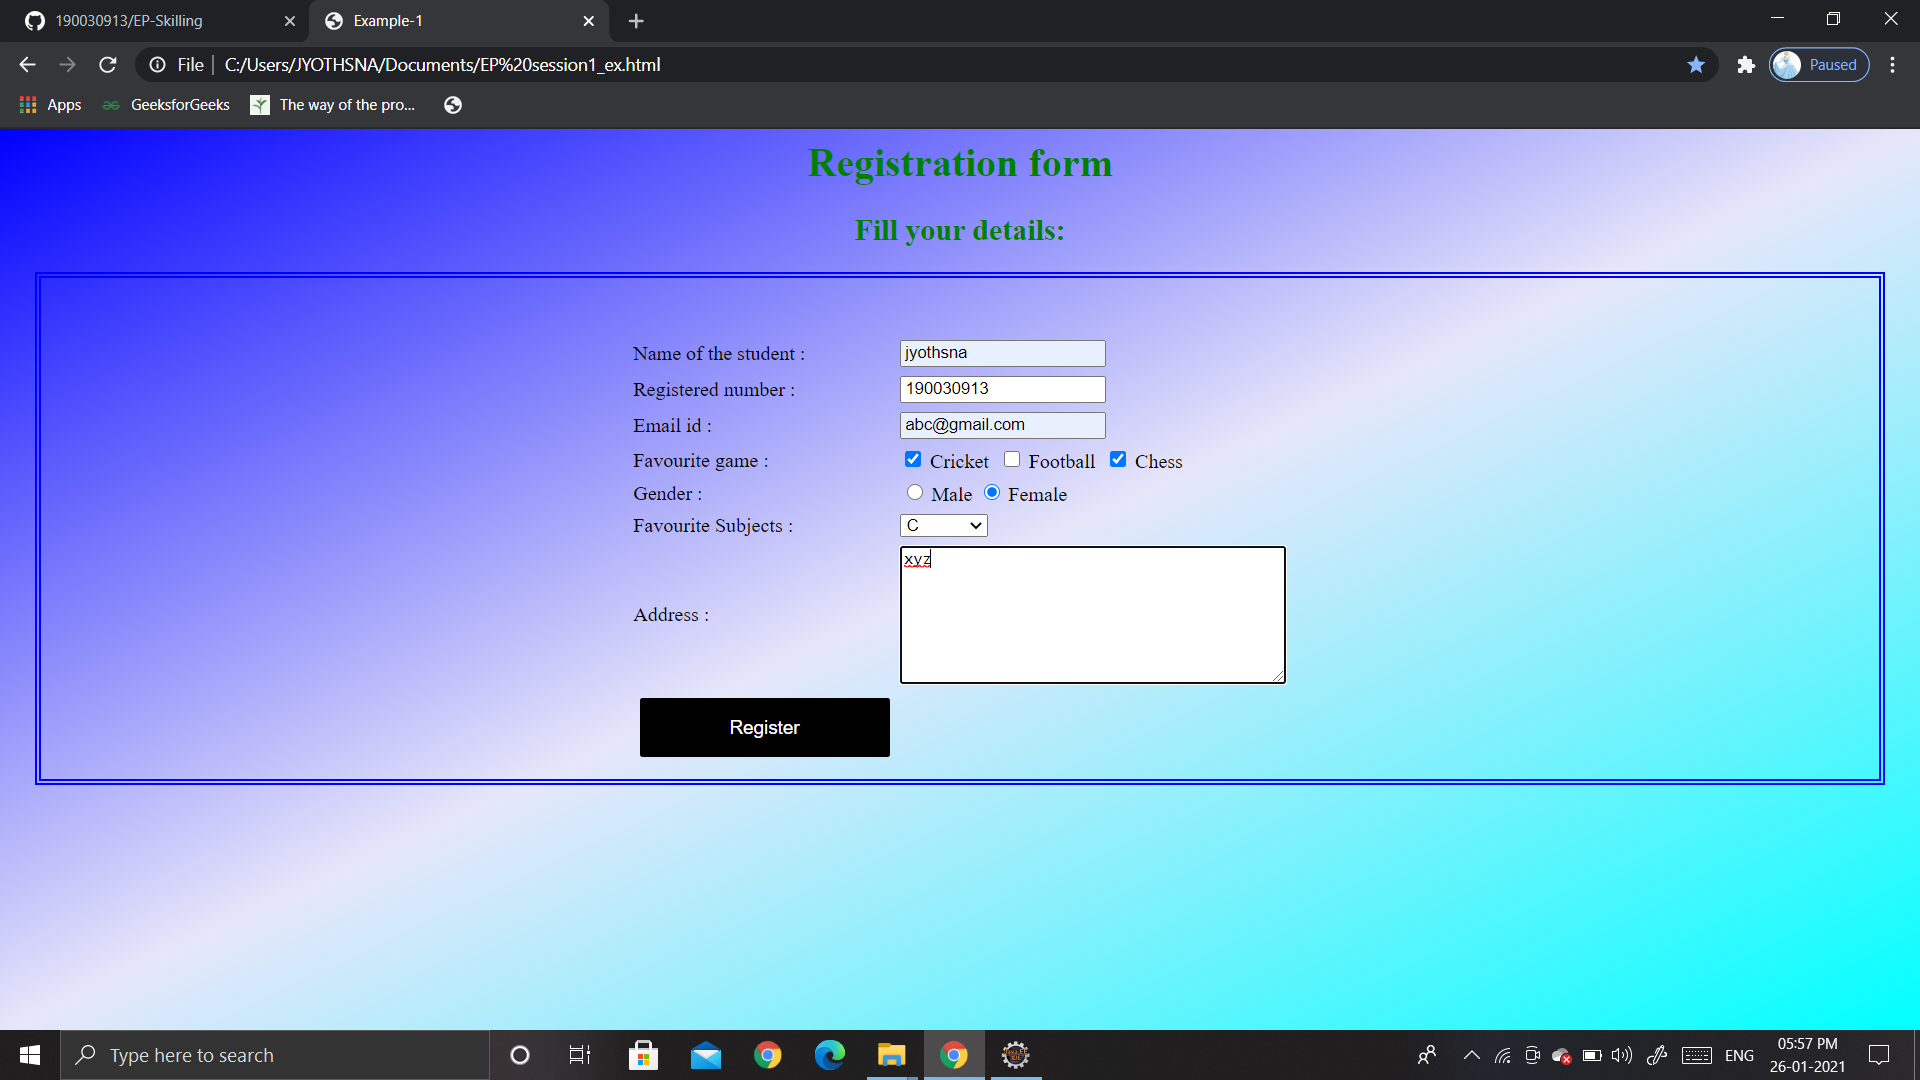 190030913/EP-Skilling
Example-1
File
C:/Users/JYOTHSNA/Documents/EP%20session1_ex.html
Paused
Apps
GeeksforGeeks
The way of the pro...
Registration form
Fill your details:
Name of the student : jyothsna
Registered number : 190030913
Email id : abc@gmail.com
Favourite game : Cricket Football Chess
Gender : Male Female
Favourite Subjects : C
Address : xyz
Register
Type here to search
ENG
05:57 PM
26-01-2021